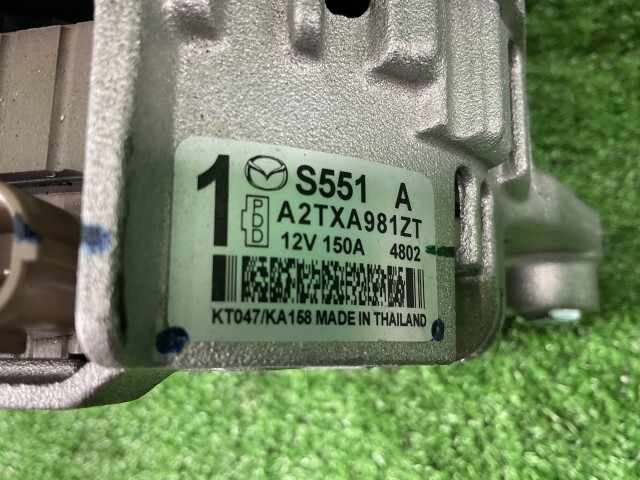 1 S551 A
P D D A2TXA981ZT
12V 150A 4802
KT047/KA158 MADE IN THAILAND